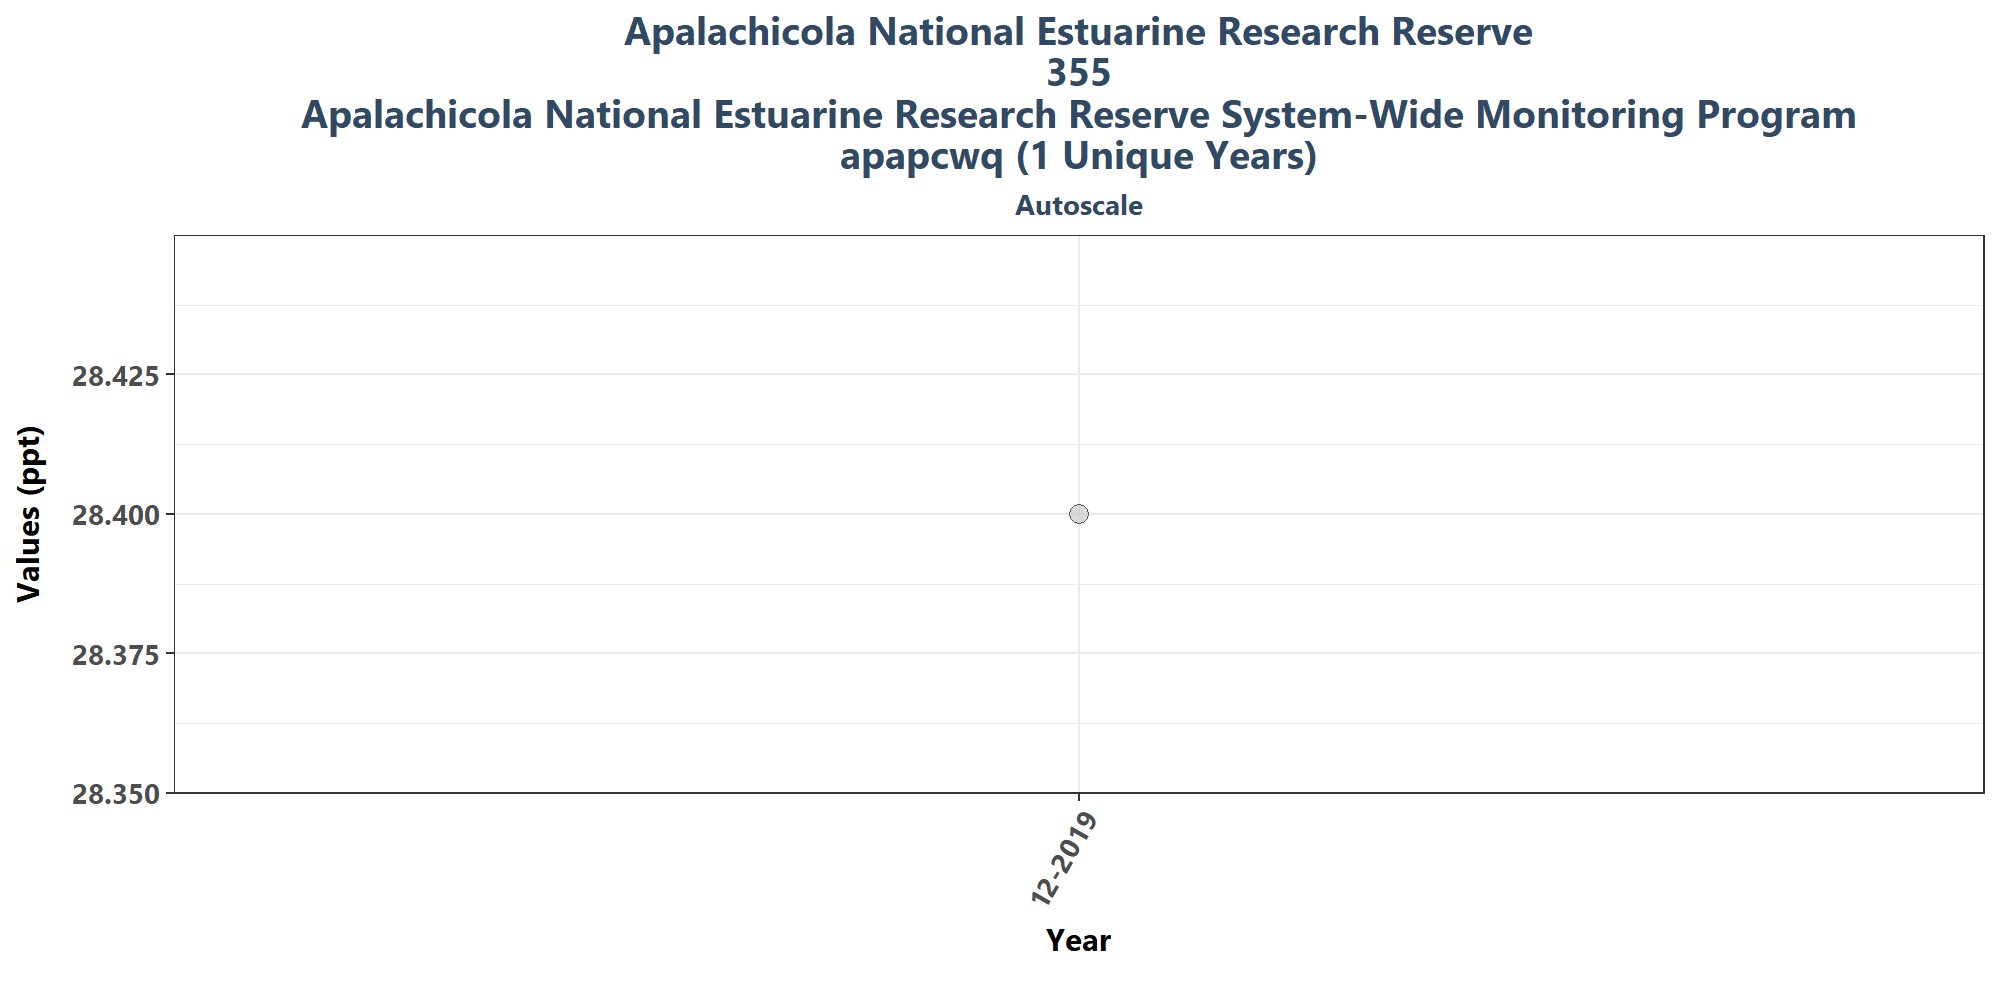 Apalachicola National Estuarine Research Reserve
355
Apalachicola National Estuarine Research Reserve System-Wide Monitoring Program
apapcwq (1 Unique Years)
Autoscale
28.425
28.400
28.375
28.350
Values (ppt)
12-2019
Year